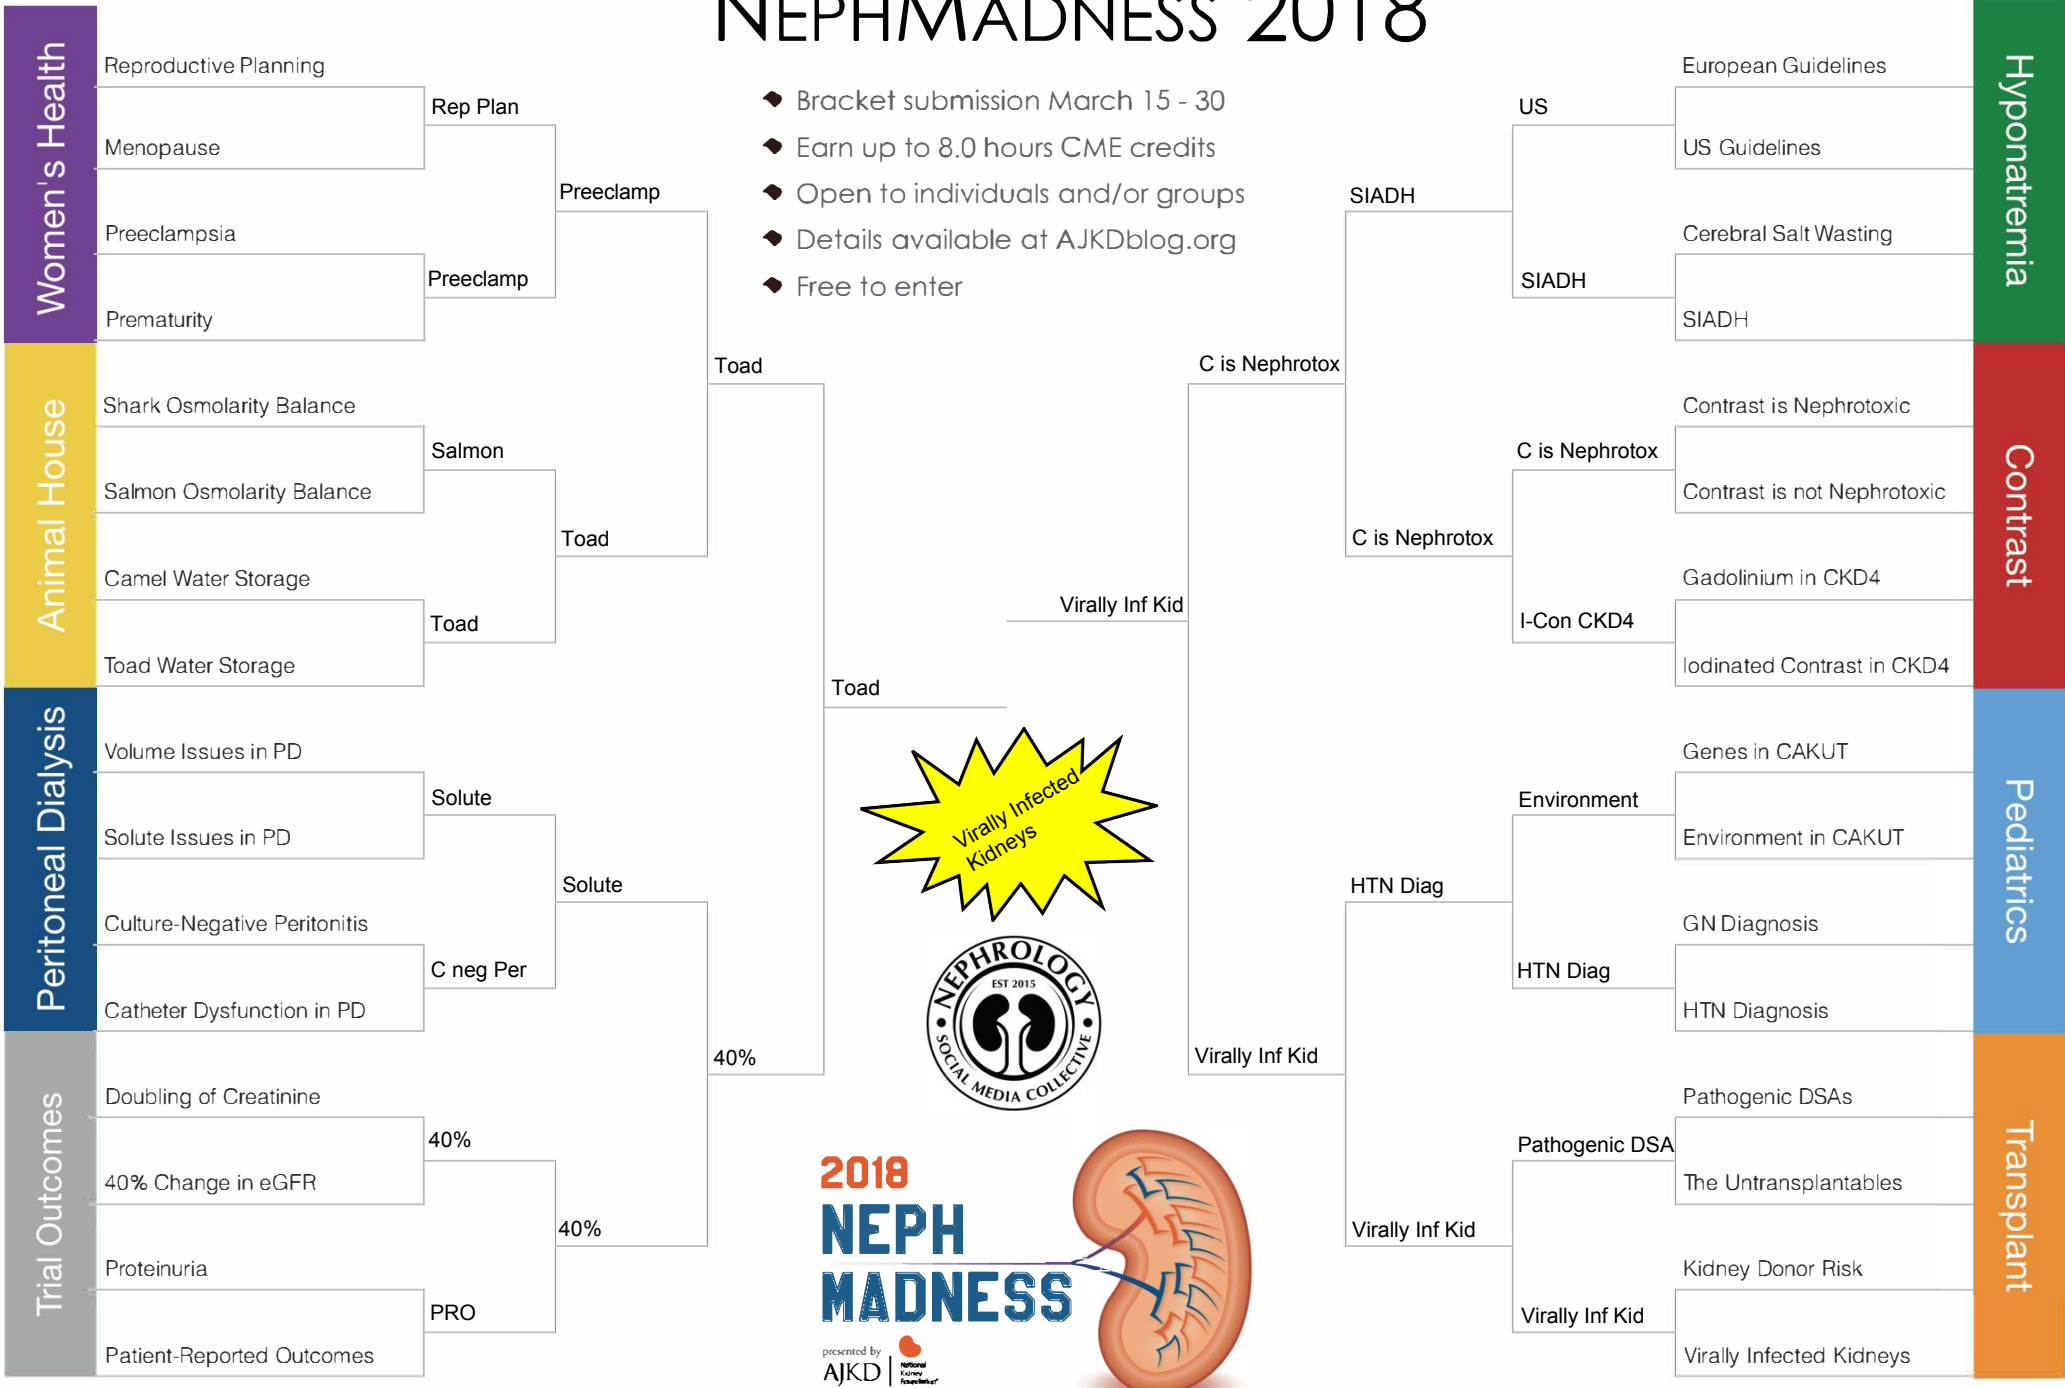 NEPHMADNESS 2018
Bracket submission March 15 - 30
Earn up to 8.0 hours CME credits
Open to individuals and/or groups
Details available at AJKDblog.org
Free to enter
Women's Health
Reproductive Planning
Menopause
Preeclampsia
Prematurity
Rep Plan
Preeclamp
Preeclamp
Animal House
Shark Osmolarity Balance
Salmon Osmolarity Balance
Camel Water Storage
Toad Water Storage
Salmon
Toad
Toad
Toad
Peritoneal Dialysis
Volume Issues in PD
Solute Issues in PD
Culture-Negative Peritonitis
Catheter Dysfunction in PD
Solute
C neg Per
Solute
Trial Outcomes
Doubling of Creatinine
40% Change in eGFR
Proteinuria
Patient-Reported Outcomes
40%
PRO
40%
40%
Toad
Virally Inf Kid
Virally Infected
Kidneys
Hyponatremia
European Guidelines
US Guidelines
Cerebral Salt Wasting
SIADH
US
SIADH
SIADH
Contrast
Contrast is Nephrotoxic
Contrast is not Nephrotoxic
Gadolinium in CKD4
Iodinated Contrast in CKD4
C is Nephrotox
I-Con CKD4
C is Nephrotox
C is Nephrotox
Pediatrics
Genes in CAKUT
Environment in CAKUT
GN Diagnosis
HTN Diagnosis
Environment
HTN Diag
HTN Diag
Transplant
Pathogenic DSAs
The Untransplantables
Kidney Donor Risk
Virally Infected Kidneys
Pathogenic DSA
Virally Inf Kid
Virally Inf Kid
Virally Inf Kid
NEPHROLOGY
EST 2015
SOCIAL MEDIA COLLECTIVE
2018
NEPH
MADNESS
presented by
AJKD
National
Kidney
Foundation